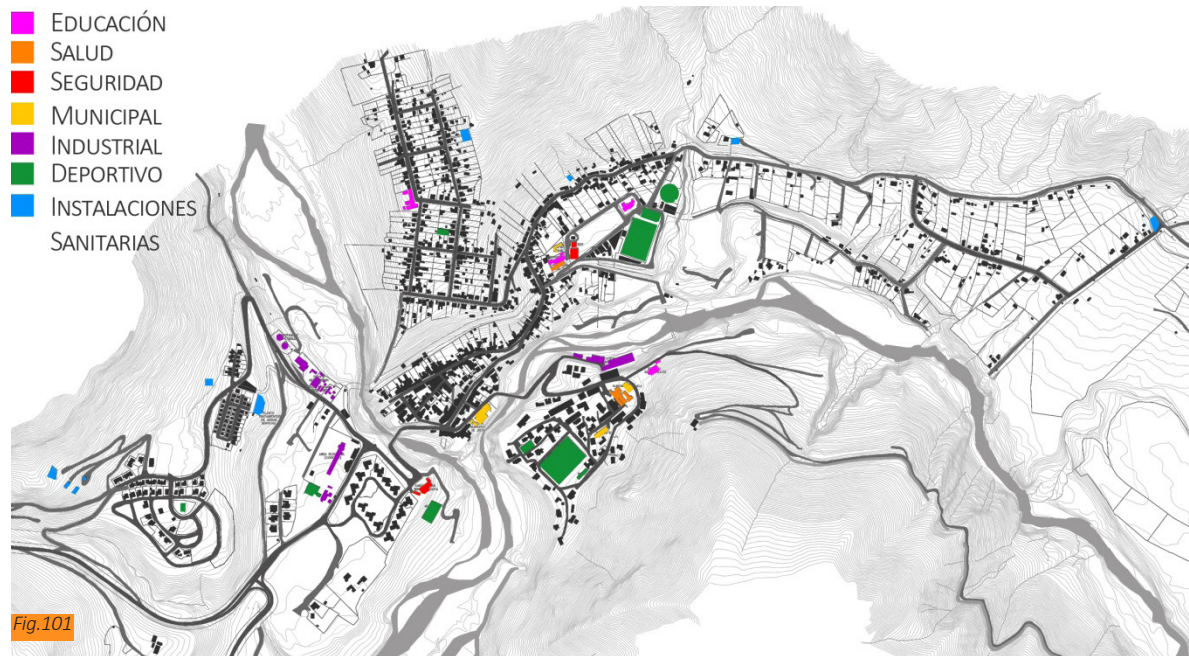 EDUCACIÓN
SALUD
SEGURIDAD
MUNICIPAL
INDUSTRIAL
DEPORTIVO
INSTALACIONES
SANITARIAS
Fig.101